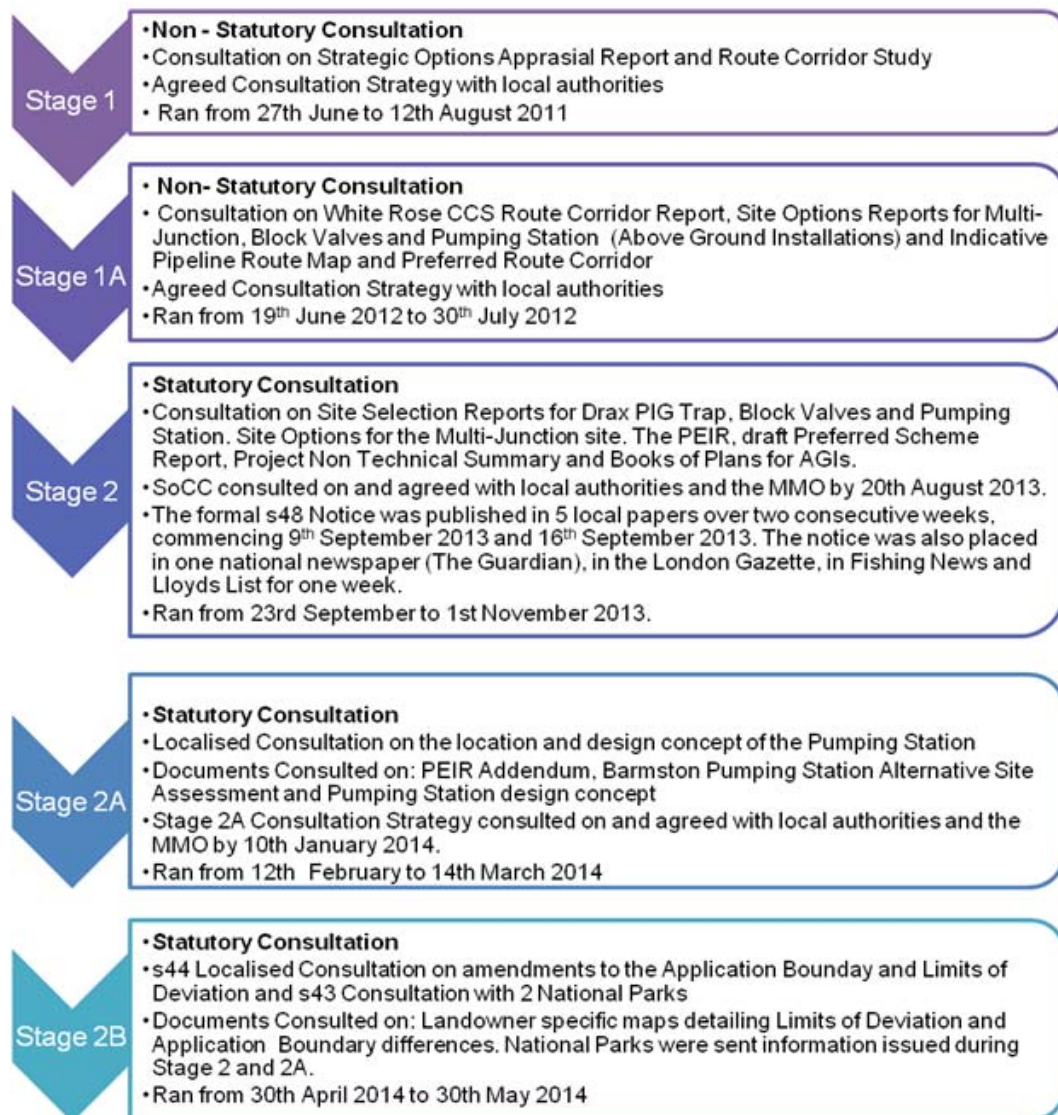 Stage 1
•Non - Statutory Consultation
•Consultation on Strategic Options Apprasial Report and Route Corridor Study
•Agreed Consultation Strategy with local authorities
• Ran from 27th June to 12th August 2011
Stage 1A
• Non- Statutory Consultation
• Consultation on White Rose CCS Route Corridor Report, Site Options Reports for Multi-
Junction, Block Valves and Pumping Station (Above Ground Installations) and Indicative
Pipeline Route Map and Preferred Route Corridor
•Agreed Consultation Strategy with local authorities
•Ran from 19th June 2012 to 30th July 2012
Stage 2
•Statutory Consultation
•Consultation on Site Selection Reports for Drax PIG Trap, Block Valves and Pumping
Station. Site Options for the Multi-Junction site. The PEIR, draft Preferred Scheme
Report, Project Non Technical Summary and Books of Plans for AGIs.
•SoCC consulted on and agreed with local authorities and the MMO by 20th August 2013.
•The formal s48 Notice was published in 5 local papers over two consecutive weeks,
commencing 9th September 2013 and 16th September 2013. The notice was also placed
in one national newspaper (The Guardian), in the London Gazette, in Fishing News and
Lloyds List for one week.
•Ran from 23rd September to 1st November 2013.
Stage 2A
•Statutory Consultation
•Localised Consultation on the location and design concept of the Pumping Station
•Documents Consulted on: PEIR Addendum, Barmston Pumping Station Alternative Site
Assessment and Pumping Station design concept
•Stage 2A Consultation Strategy consulted on and agreed with local authorities and the
MMO by 10th January 2014.
•Ran from 12th February to 14th March 2014
Stage 2B
•Statutory Consultation
•s44 Localised Consultation on amendments to the Application Bounday and Limits of
Deviation and s43 Consultation with 2 National Parks
•Documents Consulted on: Landowner specific maps detailing Limits of Deviation and
Application Boundary differences. National Parks were sent information issued during
Stage 2 and 2A.
•Ran from 30th April 2014 to 30th May 2014